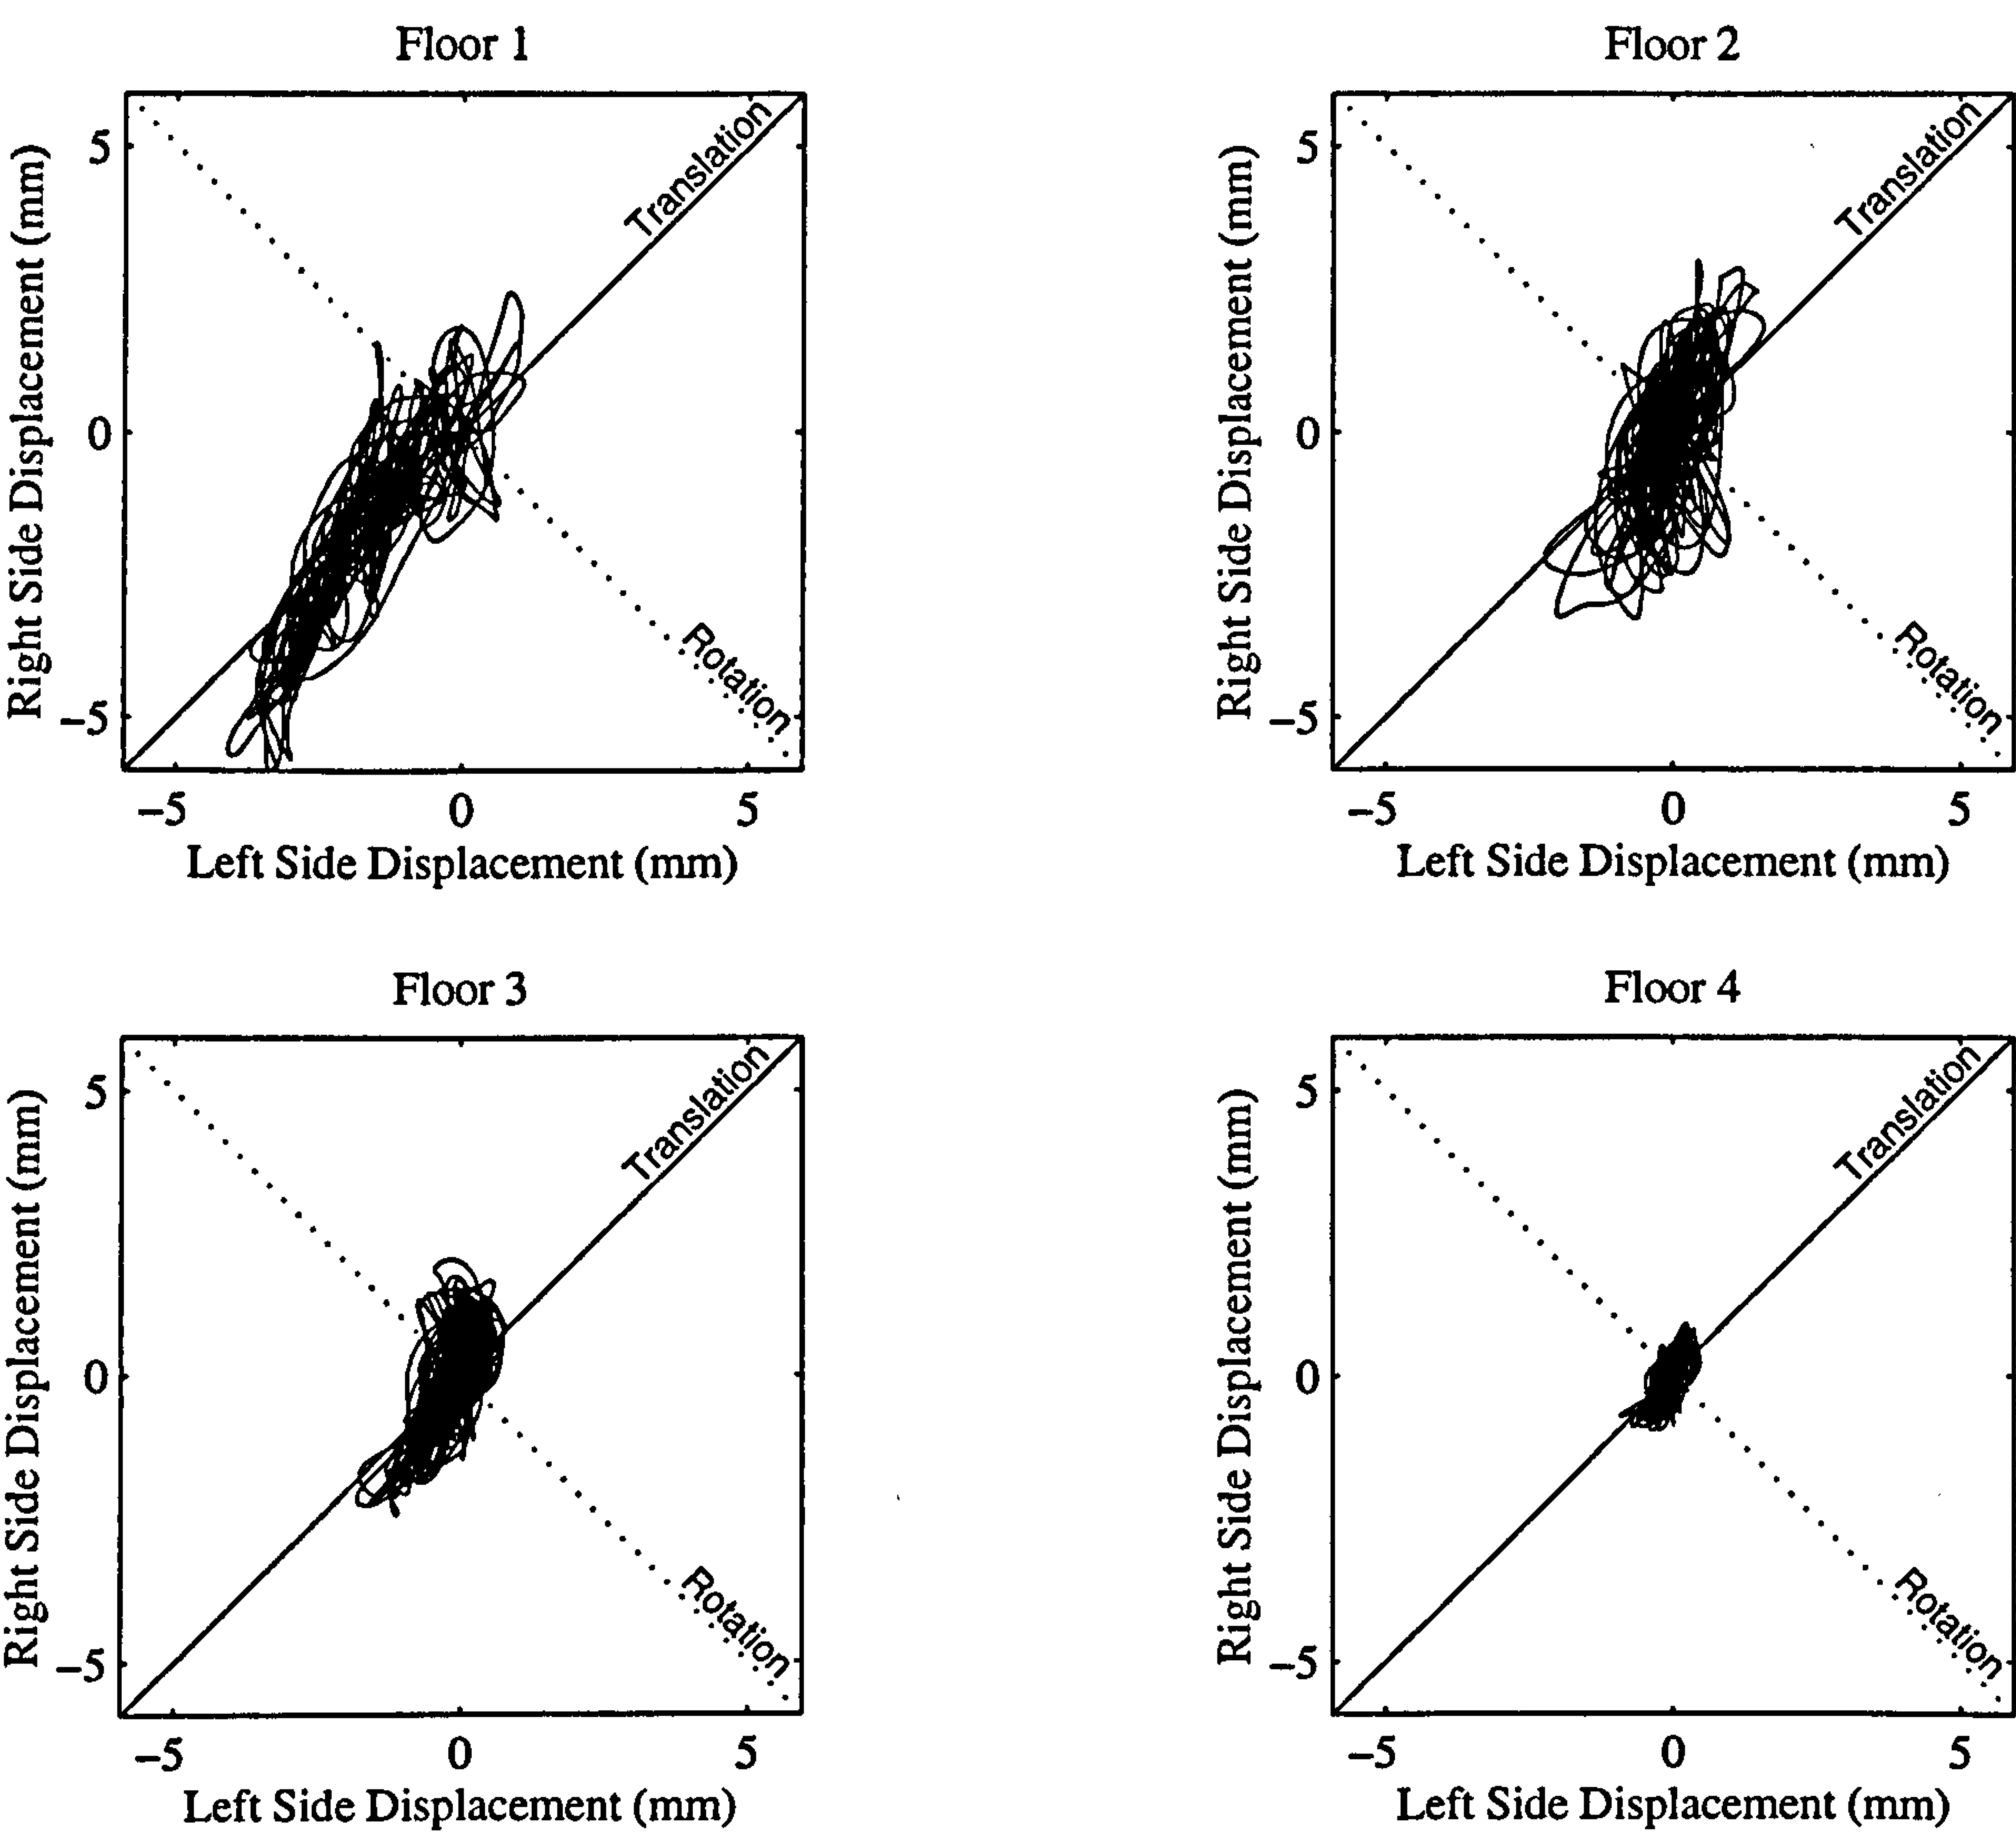 Floor 1
Right Side Displacement (mm)
5
0
−5
Translation
Rotation
−5 0 5
Left Side Displacement (mm)
Floor 2
Right Side Displacement (mm)
5
0
−5
Translation
Rotation
−5 0 5
Left Side Displacement (mm)
Floor 3
Right Side Displacement (mm)
5
0
−5
Translation
Rotation
−5 0 5
Left Side Displacement (mm)
Floor 4
Right Side Displacement (mm)
5
0
−5
Translation
Rotation
−5 0 5
Left Side Displacement (mm)